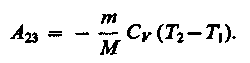 A₂₃ = − m/M C_V (T₂−T₁).